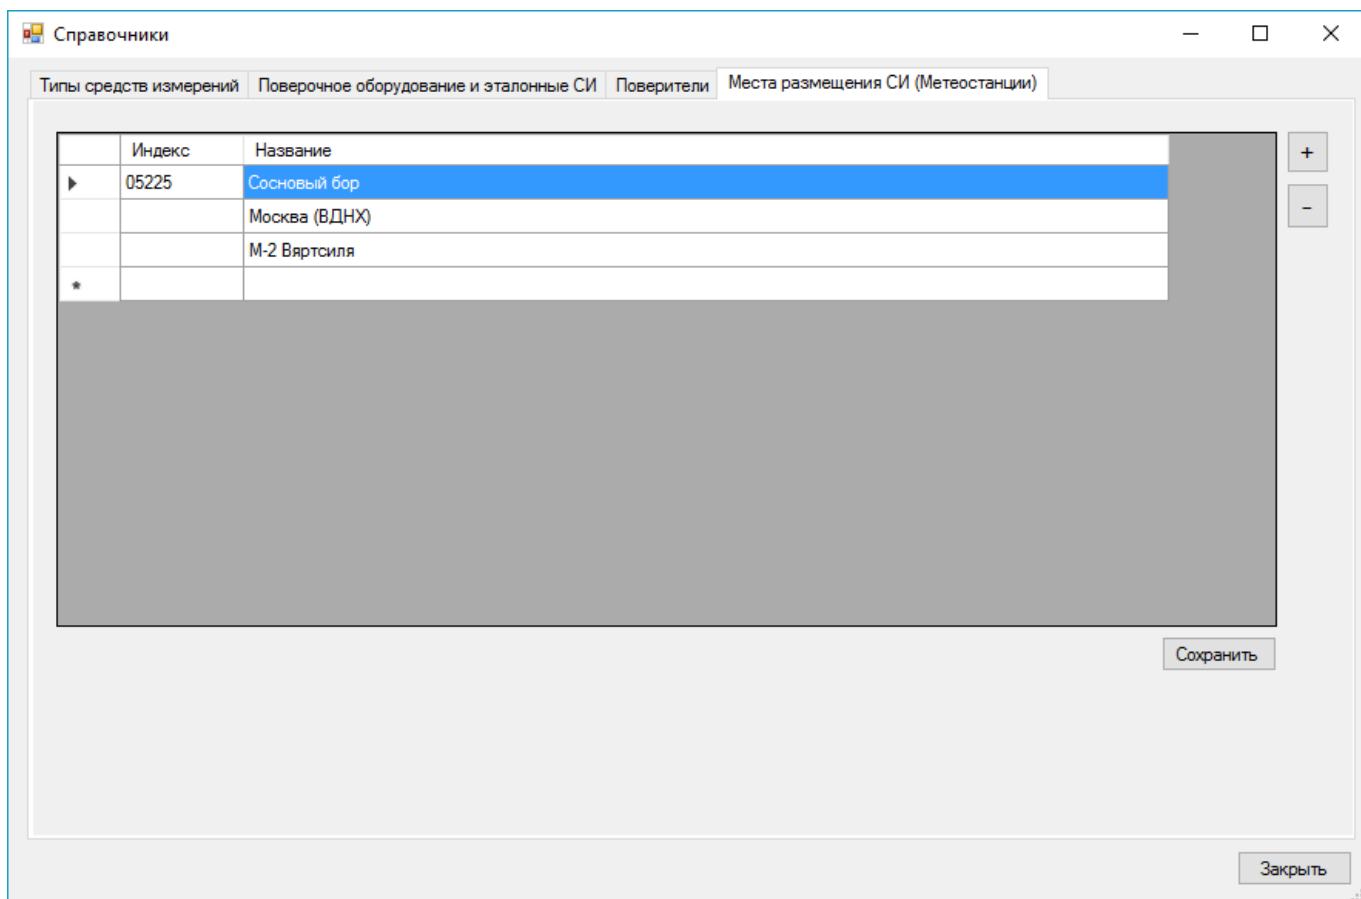 Справочники
Типы средств измерений Поверочное оборудование и эталонные СИ Поверители Места размещения СИ (Метеостанции)
Индекс Название
05225 Сосновый бор
Москва (ВДНХ)
М-2 Вяртсиля
*
+
-
Сохранить
Закрыть